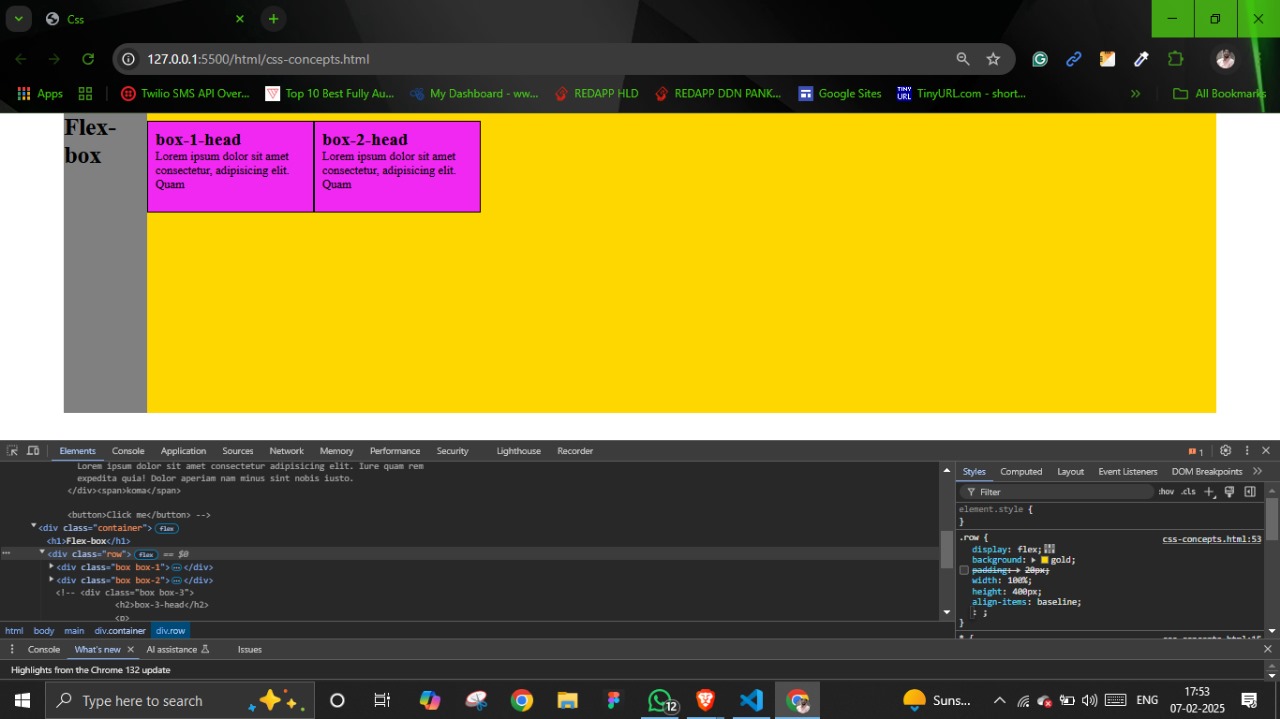 Css
127.0.0.1:5500/html/css-concepts.html
Apps
Twilio SMS API Over...
Top 10 Best Fully Au...
My Dashboard - ww...
REDAPP HLD
REDAPP DDN PANK...
Google Sites
TINY URL
TinyURL.com - short...
»
All Bookmarks
Flex-
box
box-1-head
Lorem ipsum dolor sit amet
consectetur, adipisicing elit.
Quam
box-2-head
Lorem ipsum dolor sit amet
consectetur, adipisicing elit.
Quam
Elements Console Application Sources Network Memory Performance Security Lighthouse Recorder
1
Lorem ipsum dolor sit amet consectetur adipisicing elit. Iure quam rem
expedita quia! Dolor aperiam nam minus sint nobis iusto.
</div><span>koma</span>
<button>Click me</button> -->
<div class="container"> flex
<h1>Flex-box</h1>
... <div class="row"> flex == $0
<div class="box box-1"> … </div>
<div class="box box-2"> … </div>
<!-- <div class="box box-3">
<h2>box-3-head</h2>
<p>
html body main div.container div.row
Styles Computed Layout Event Listeners DOM Breakpoints »
Filter :hov .cls
element.style {
}
.row { css-concepts.html:53
display: flex;
background: gold;
padding: 20px;
width: 100%;
height: 400px;
align-items: baseline;
: ;
}
* { css-concepts.html:15
Console What's new AI assistance Issues
Highlights from the Chrome 132 update
Type here to search
12
Suns...
ENG
17:53
07-02-2025